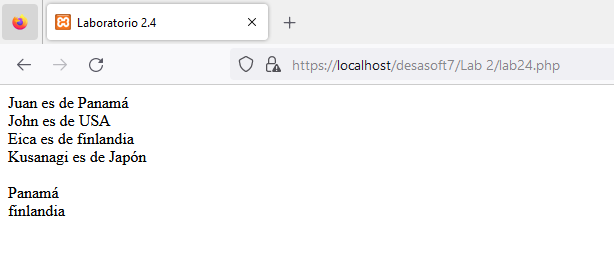 Laboratorio 2.4
https://localhost/desasoft7/Lab 2/lab24.php
Juan es de Panamá
John es de USA
Eica es de finlandia
Kusanagi es de Japón
Panamá
finlandia